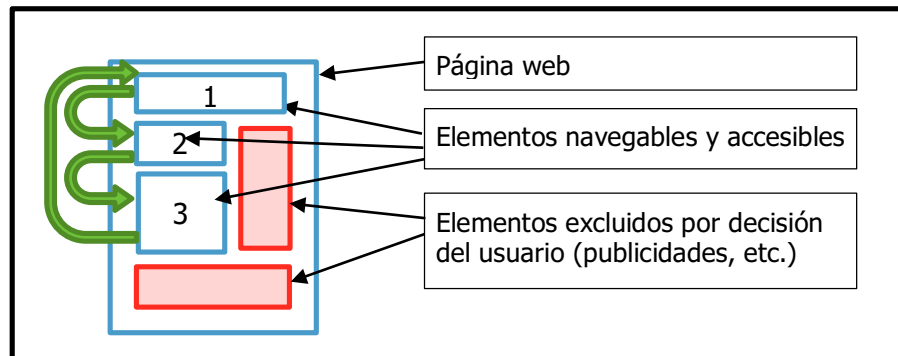 Página web
1
Elementos navegables y accesibles
2
3
Elementos excluidos por decisión
del usuario (publicidades, etc.)